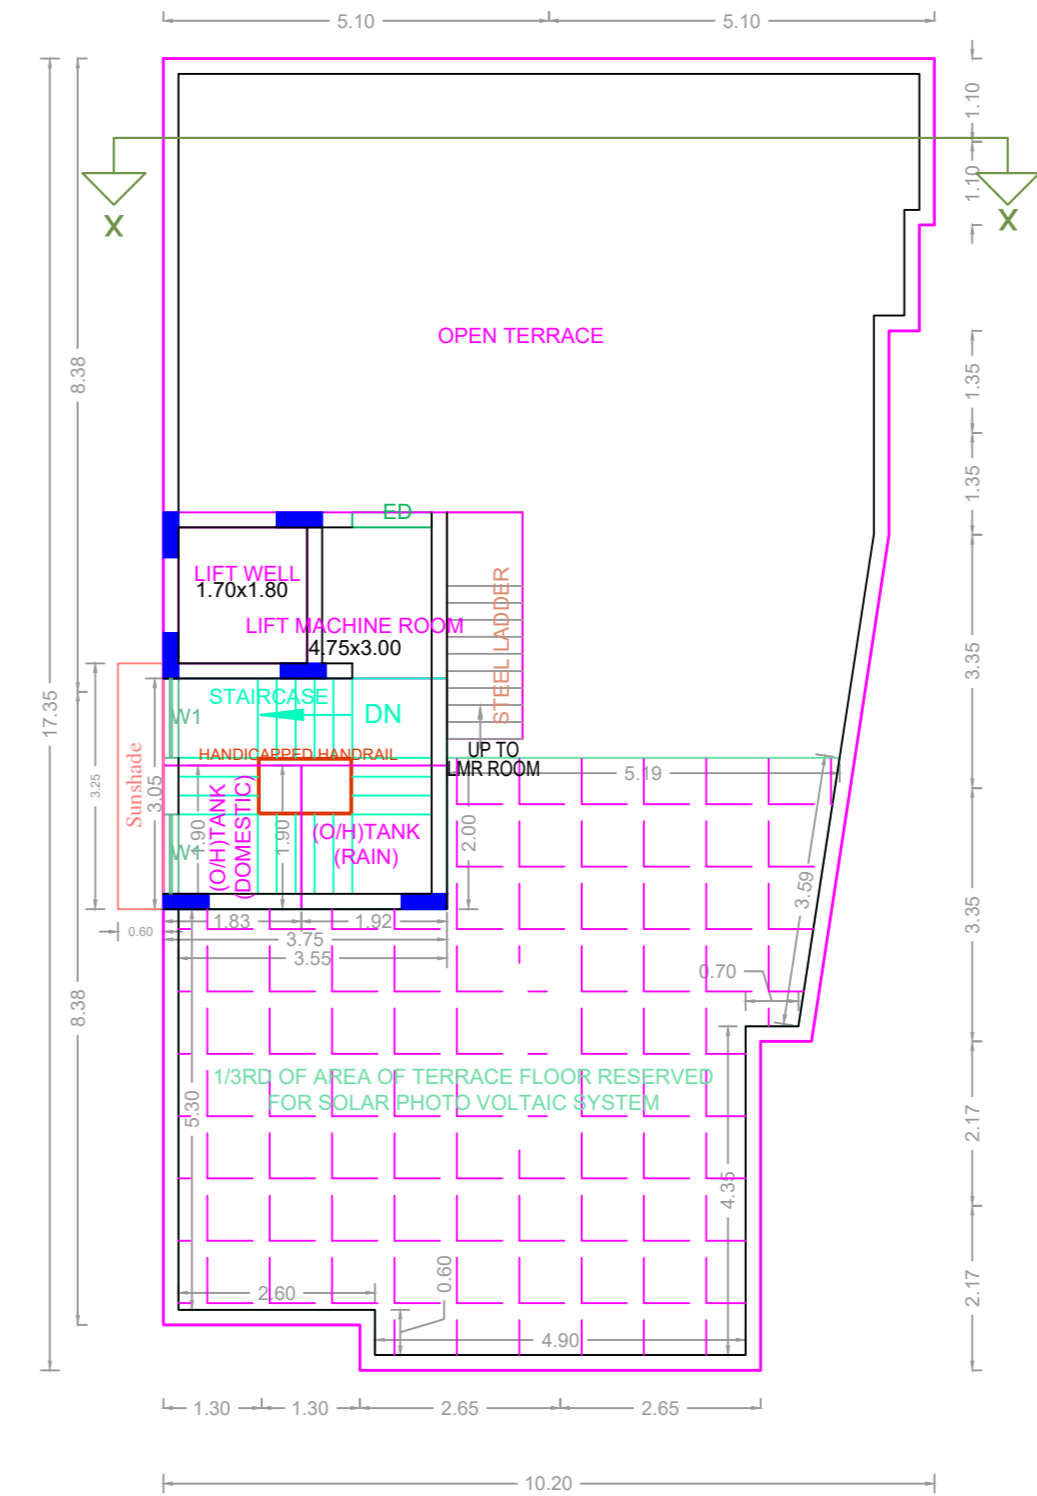 5.10
5.10
1.10
1.10
X
X
OPEN TERRACE
8.38
1.35
1.35
ED
LIFT WELL
1.70x1.80
LIFT MACHINE ROOM
4.75x3.00
STEEL LADDER
3.35
17.35
STAIRCASE
W1
DN
HANDICAPPED HANDRAIL
UP TO
LMR ROOM
5.19
Sunshade
3.25
3.05
1.90
(O/H)TANK
(DOMESTIC)
1.90
(O/H)TANK
(RAIN)
2.00
W1
3.59
3.35
0.60
1.83
1.92
3.75
3.55
0.70
8.38
1/3RD OF AREA OF TERRACE FLOOR RESERVED
FOR SOLAR PHOTO VOLTAIC SYSTEM
5.30
4.35
2.17
2.60
0.60
2.17
4.90
1.30
1.30
2.65
2.65
10.20